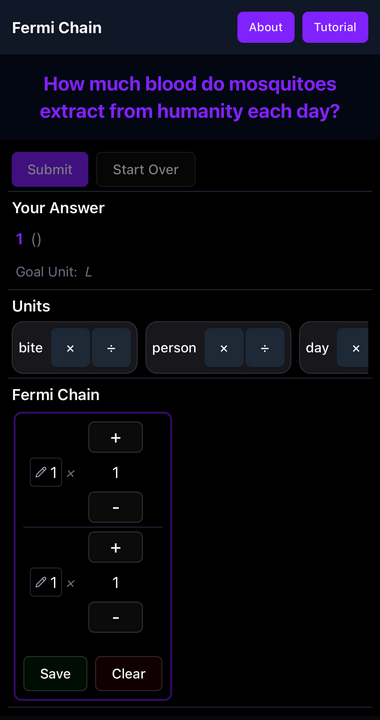 Fermi Chain
About
Tutorial
How much blood do mosquitoes
extract from humanity each day?
Submit
Start Over
Your Answer
1 ()
Goal Unit: L
Units
bite × ÷
person × ÷
day ×
Fermi Chain
+
1 × 1
-
+
1 × 1
-
Save
Clear